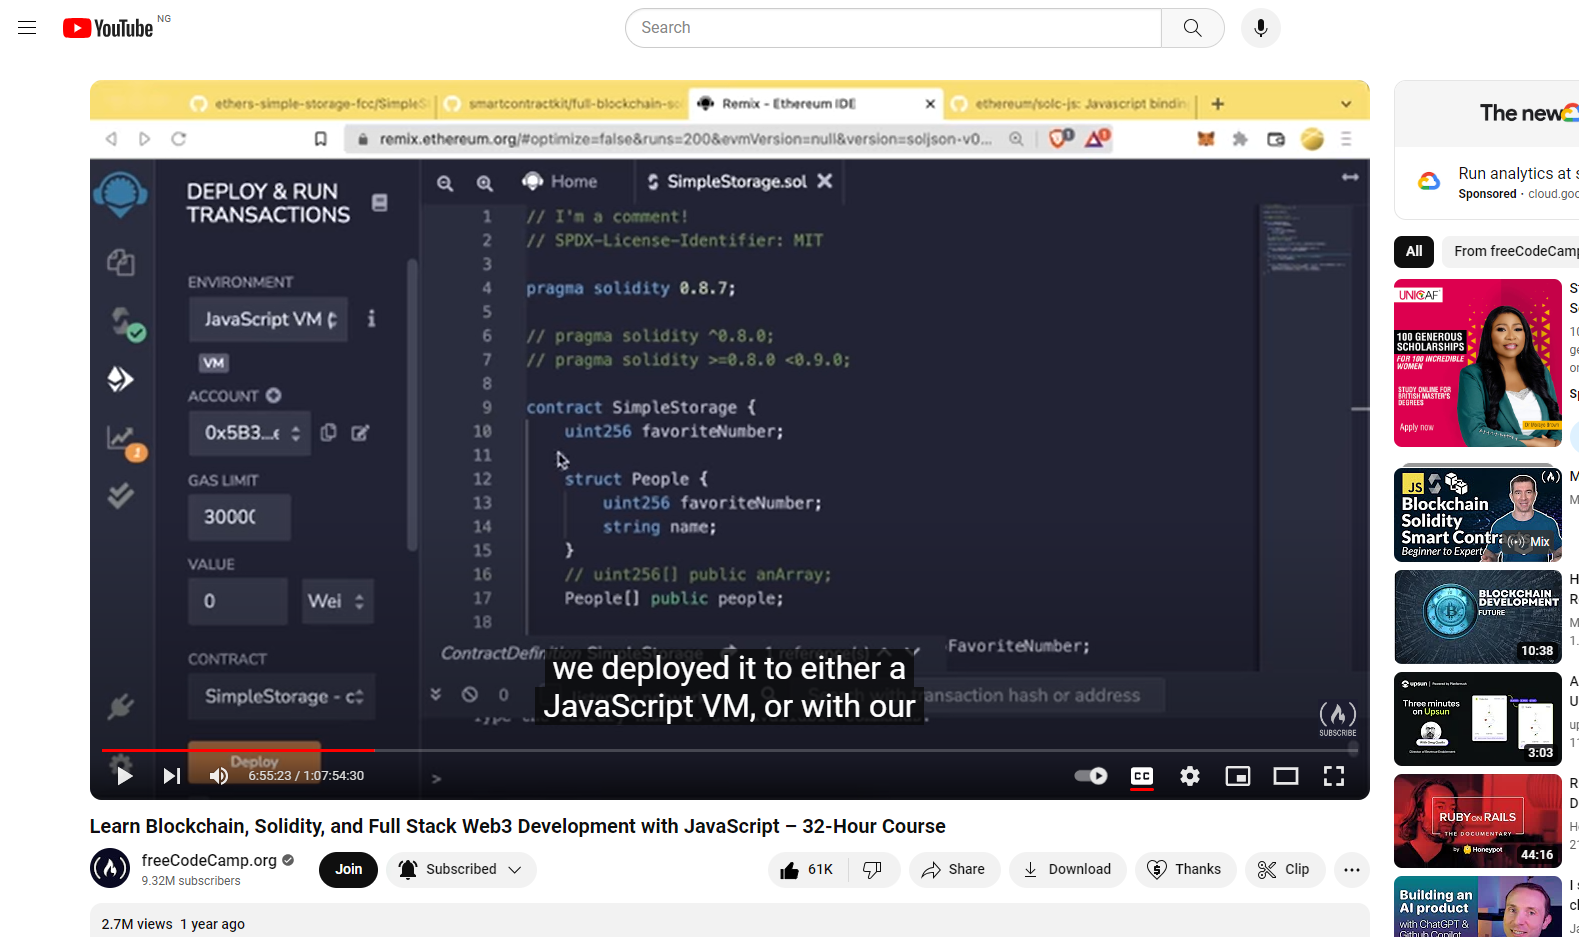 YouTube NG
Search
ethers-simple-storage-fcc/SimpleS
smartcontractkit/full-blockchain-so
Remix - Ethereum IDE
ethereum/solc-js: Javascript bindin
remix.ethereum.org/#optimize=false&runs=200&evmVersion=null&version=soljson-v0...
DEPLOY & RUN
TRANSACTIONS
ENVIRONMENT
JavaScript VM (
VM
ACCOUNT
0x5B3...e
GAS LIMIT
30000
VALUE
0
Wei
CONTRACT
SimpleStorage - c
Deploy
Home
SimpleStorage.sol
1 // I'm a comment!
2 // SPDX-License-Identifier: MIT
3
4 pragma solidity 0.8.7;
5
6 // pragma solidity ^0.8.0;
7 // pragma solidity >=0.8.0 <0.9.0;
8
9 contract SimpleStorage {
10 uint256 favoriteNumber;
11
12 struct People {
13 uint256 favoriteNumber;
14 string name;
15 }
16 // uint256[] public anArray;
17 People[] public people;
18
FavoriteNumber;
0
transaction hash or address
>
we deployed it to either a
JavaScript VM, or with our
SUBSCRIBE
6:55:23 / 1:07:54:30
CC
Learn Blockchain, Solidity, and Full Stack Web3 Development with JavaScript – 32-Hour Course
freeCodeCamp.org
9.32M subscribers
Join
Subscribed
61K
Share
Download
Thanks
Clip
2.7M views 1 year ago
The new
Run analytics at s
Sponsored · cloud.goo
All
From freeCodeCamp
UNICAF
100 GENEROUS
SCHOLARSHIPS
FOR 100 INCREDIBLE
WOMEN
STUDY ONLINE FOR
BRITISH MASTER'S
DEGREES
Apply now
JS
Blockchain
Solidity
Smart Contra
Beginner to Expert
Mix
BLOCKCHAIN
DEVELOPMENT
FUTURE
10:38
upsun
Three minutes
on Upsun
3:03
RUBY ON RAILS
THE DOCUMENTARY
by Honeypot
44:16
Building an
AI product
with ChatGPT &
Github Copilot